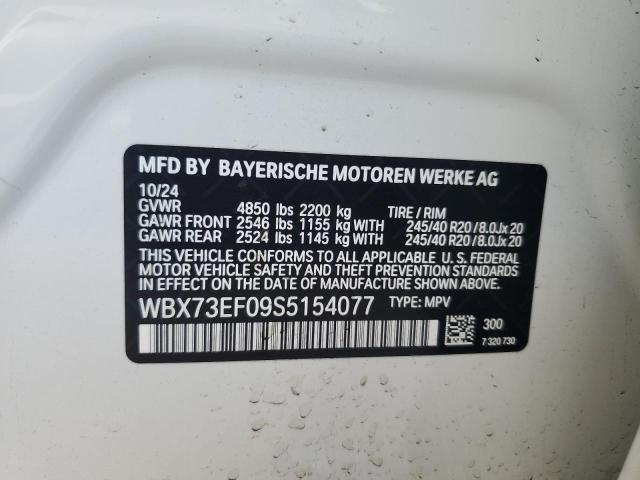 MFD BY BAYERISCHE MOTOREN WERKE AG
10/24
GVWR 4850 lbs 2200 kg TIRE / RIM
GAWR FRONT 2546 lbs 1155 kg WITH 245/40 R20/8.0Jx20
GAWR REAR 2524 lbs 1145 kg WITH 245/40 R20/8.0Jx20
THIS VEHICLE CONFORMS TO ALL APPLICABLE U. S. FEDERAL
MOTOR VEHICLE SAFETY AND THEFT PREVENTION STANDARDS
IN EFFECT ON THE DATE OF MANUFACTURE SHOWN ABOVE.
WBX73EF09S5154077 TYPE: MPV
300
7 320 730